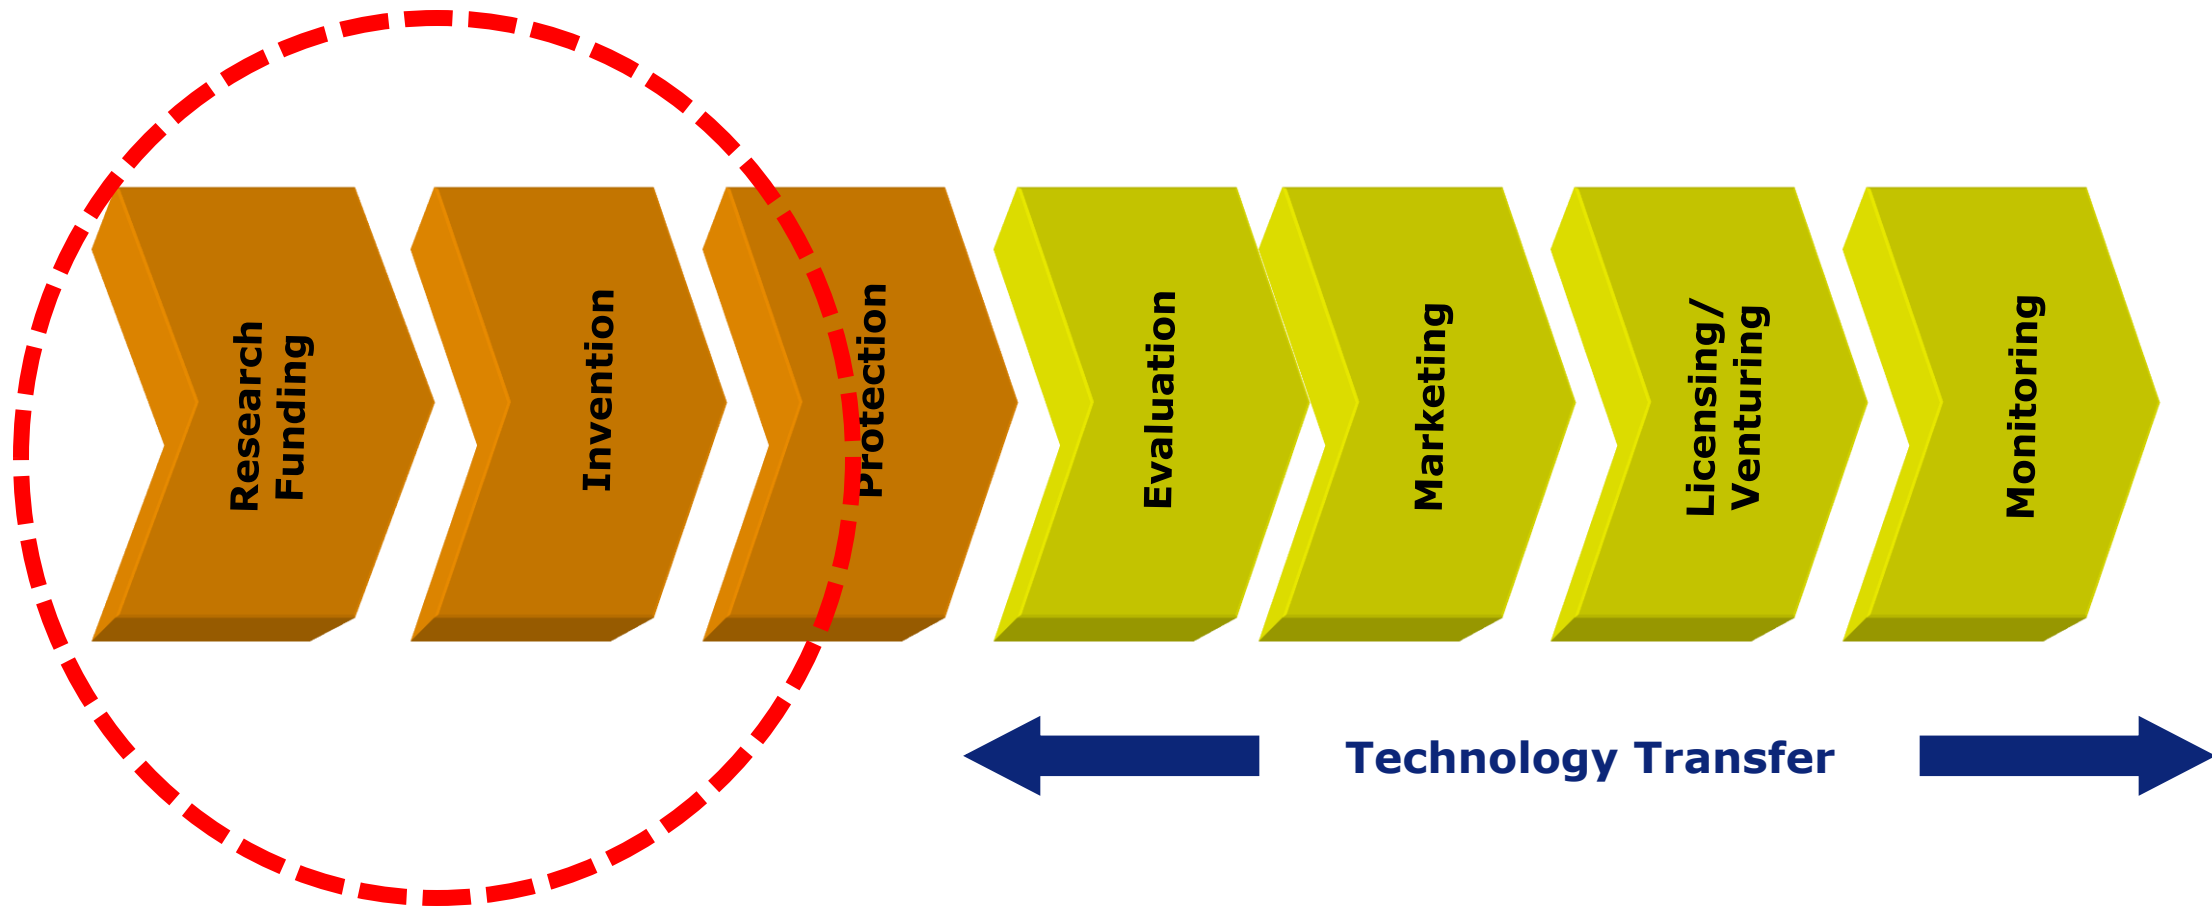 Research
Funding
Invention
Protection
Evaluation
Marketing
Licensing/
Venturing
Monitoring
Technology Transfer